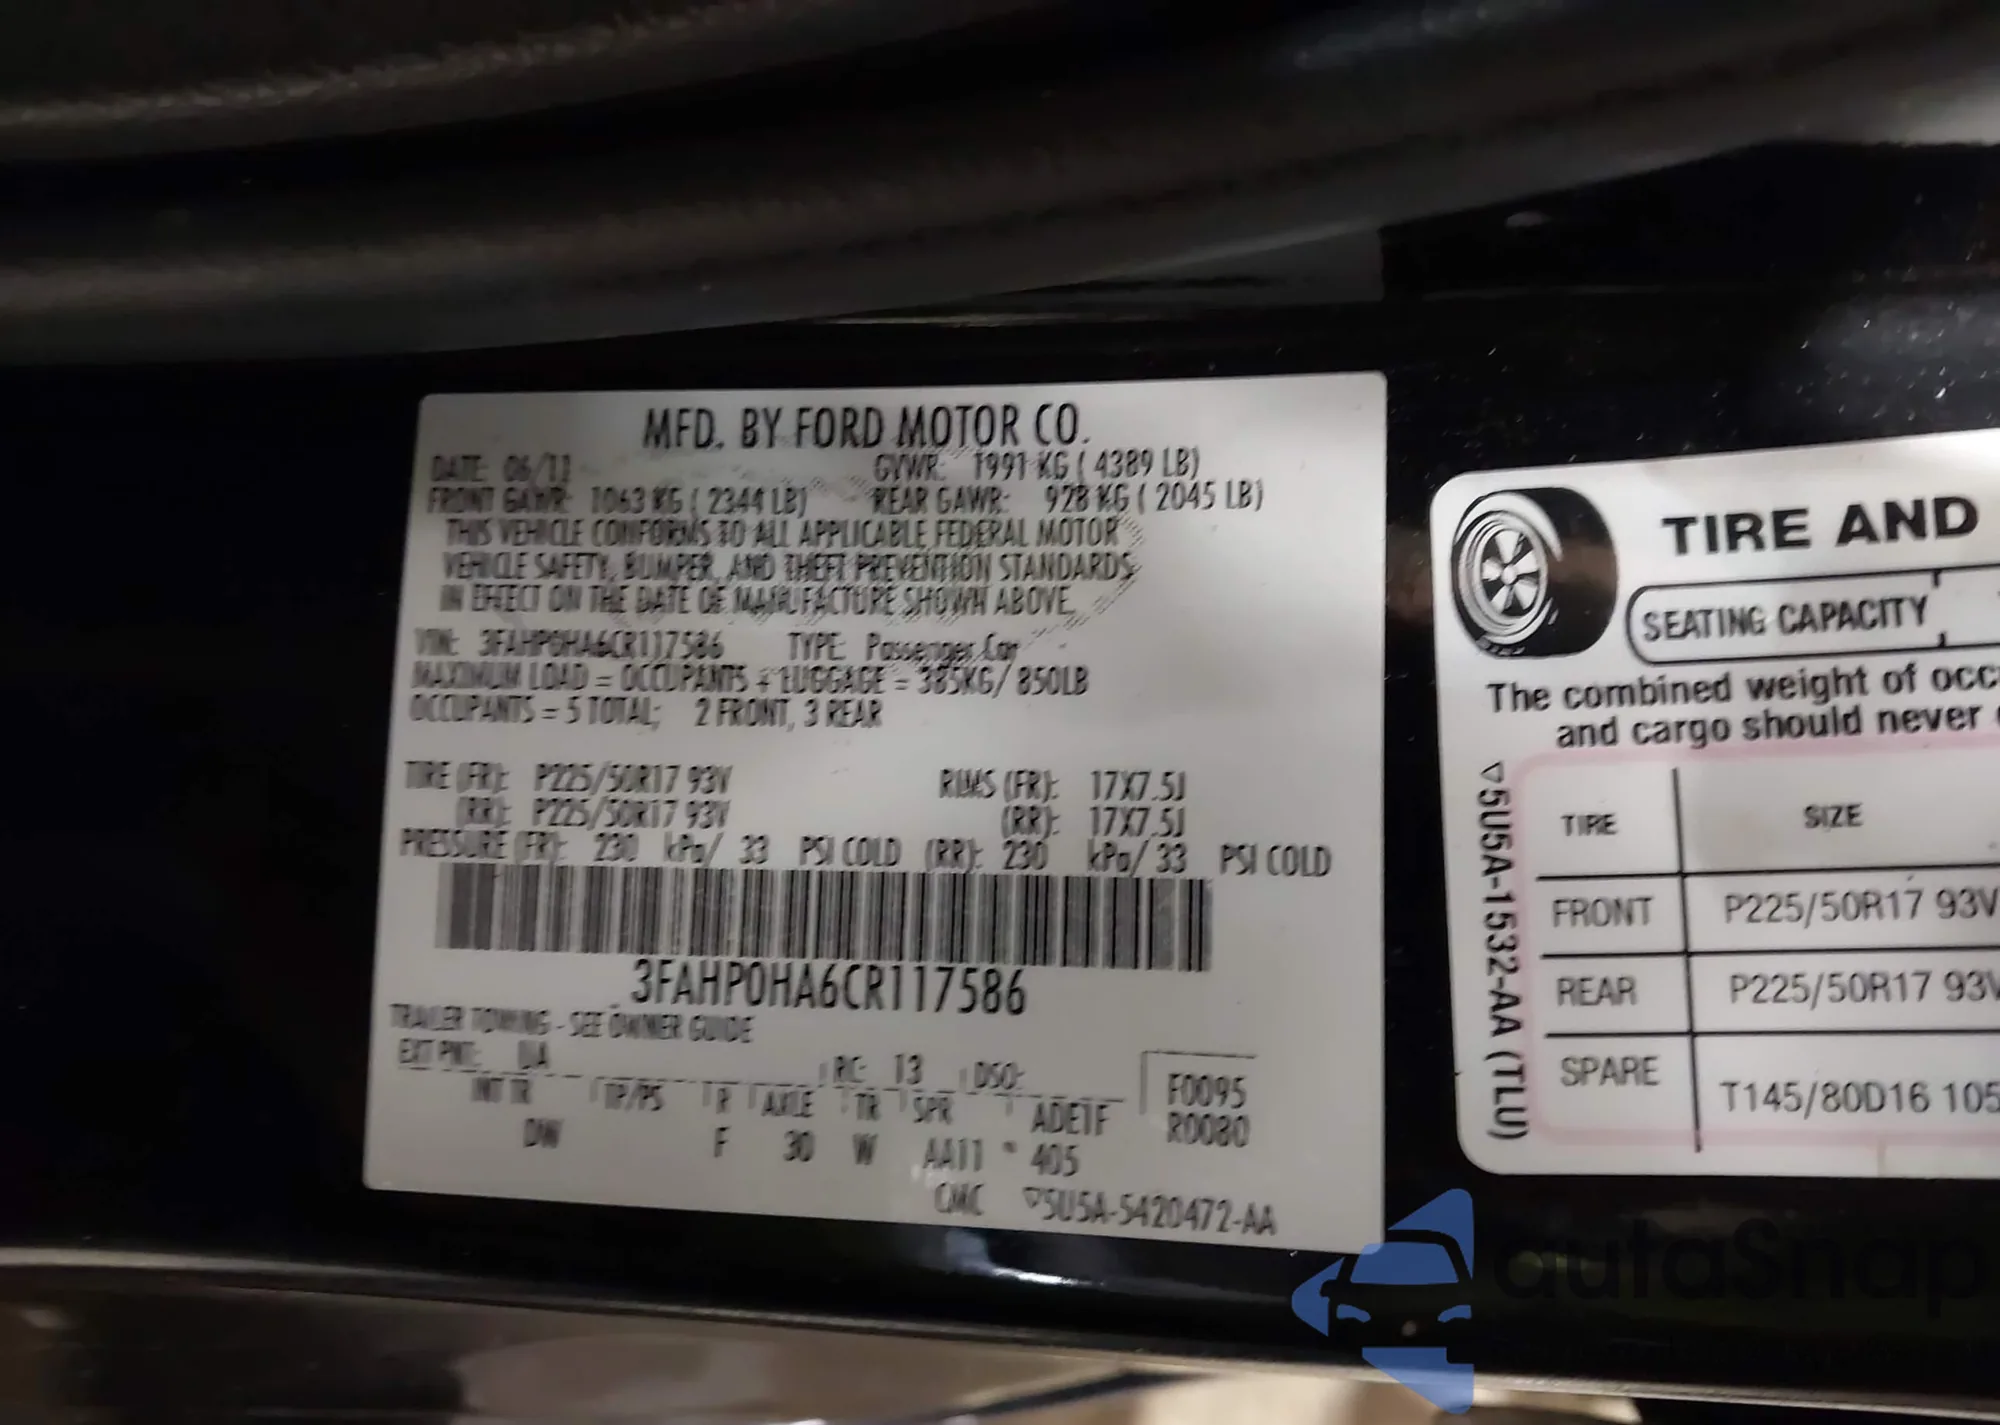 MFD. BY FORD MOTOR CO.
DATE: 06/11 GVWR: 1991 KG ( 4389 LB)
FRONT GAWR: 1063 KG ( 2344 LB) REAR GAWR: 928 KG ( 2045 LB)
THIS VEHICLE CONFORMS TO ALL APPLICABLE FEDERAL MOTOR
VEHICLE SAFETY, BUMPER, AND THEFT PREVENTION STANDARDS
IN EFFECT ON THE DATE OF MANUFACTURE SHOWN ABOVE.
VIN: 3FAHP0HA6CR117586 TYPE: Passenger Car
MAXIMUM LOAD = OCCUPANTS + LUGGAGE = 385KG/ 850LB
OCCUPANTS = 5 TOTAL; 2 FRONT, 3 REAR
TIRE (FR): P225/50R17 93V RIMS (FR): 17X7.5J
(RR): P225/50R17 93V (RR): 17X7.5J
PRESSURE (FR): 230 kPa/ 33 PSI COLD (RR): 230 kPa/ 33 PSI COLD
3FAHP0HA6CR117586
TRAILER TOWING - SEE OWNER GUIDE
EXT PNT: UA RC: 13 DSO:
INT TR TP/PS R AXLE TR SPR ADETF
DW F 30 W AA11 " 405
F0095
R0080
CMC ▽5U5A-5420472-AA
TIRE AND
SEATING CAPACITY
The combined weight of occ
and cargo should never
▽5U5A-1532-AA (TLU)
TIRE SIZE
FRONT P225/50R17 93V
REAR P225/50R17 93V
SPARE T145/80D16 105
autoSnap